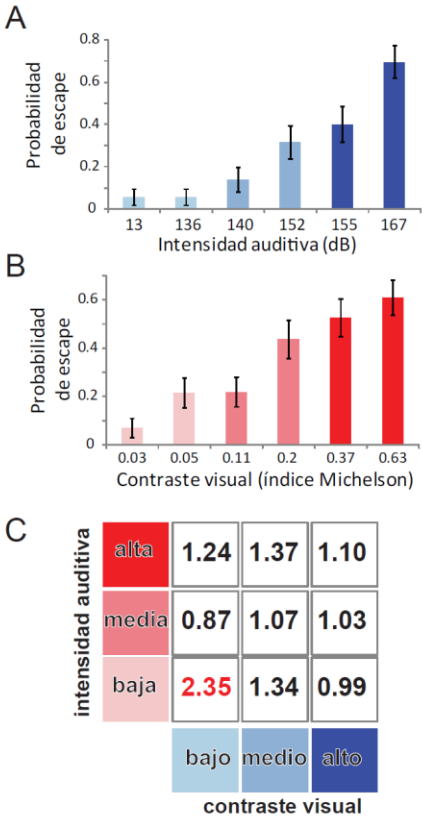 A
Probabilidad
de escape
0.8
0.6
0.4
0.2
0
13 136 140 152 155 167
Intensidad auditiva (dB)
B
Probabilidad
de escape
0.6
0.4
0.2
0
0.03 0.05 0.11 0.2 0.37 0.63
Contraste visual (índice Michelson)
C
intensidad auditiva
alta 1.24 1.37 1.10
media 0.87 1.07 1.03
baja 2.35 1.34 0.99
bajo medio alto
contraste visual